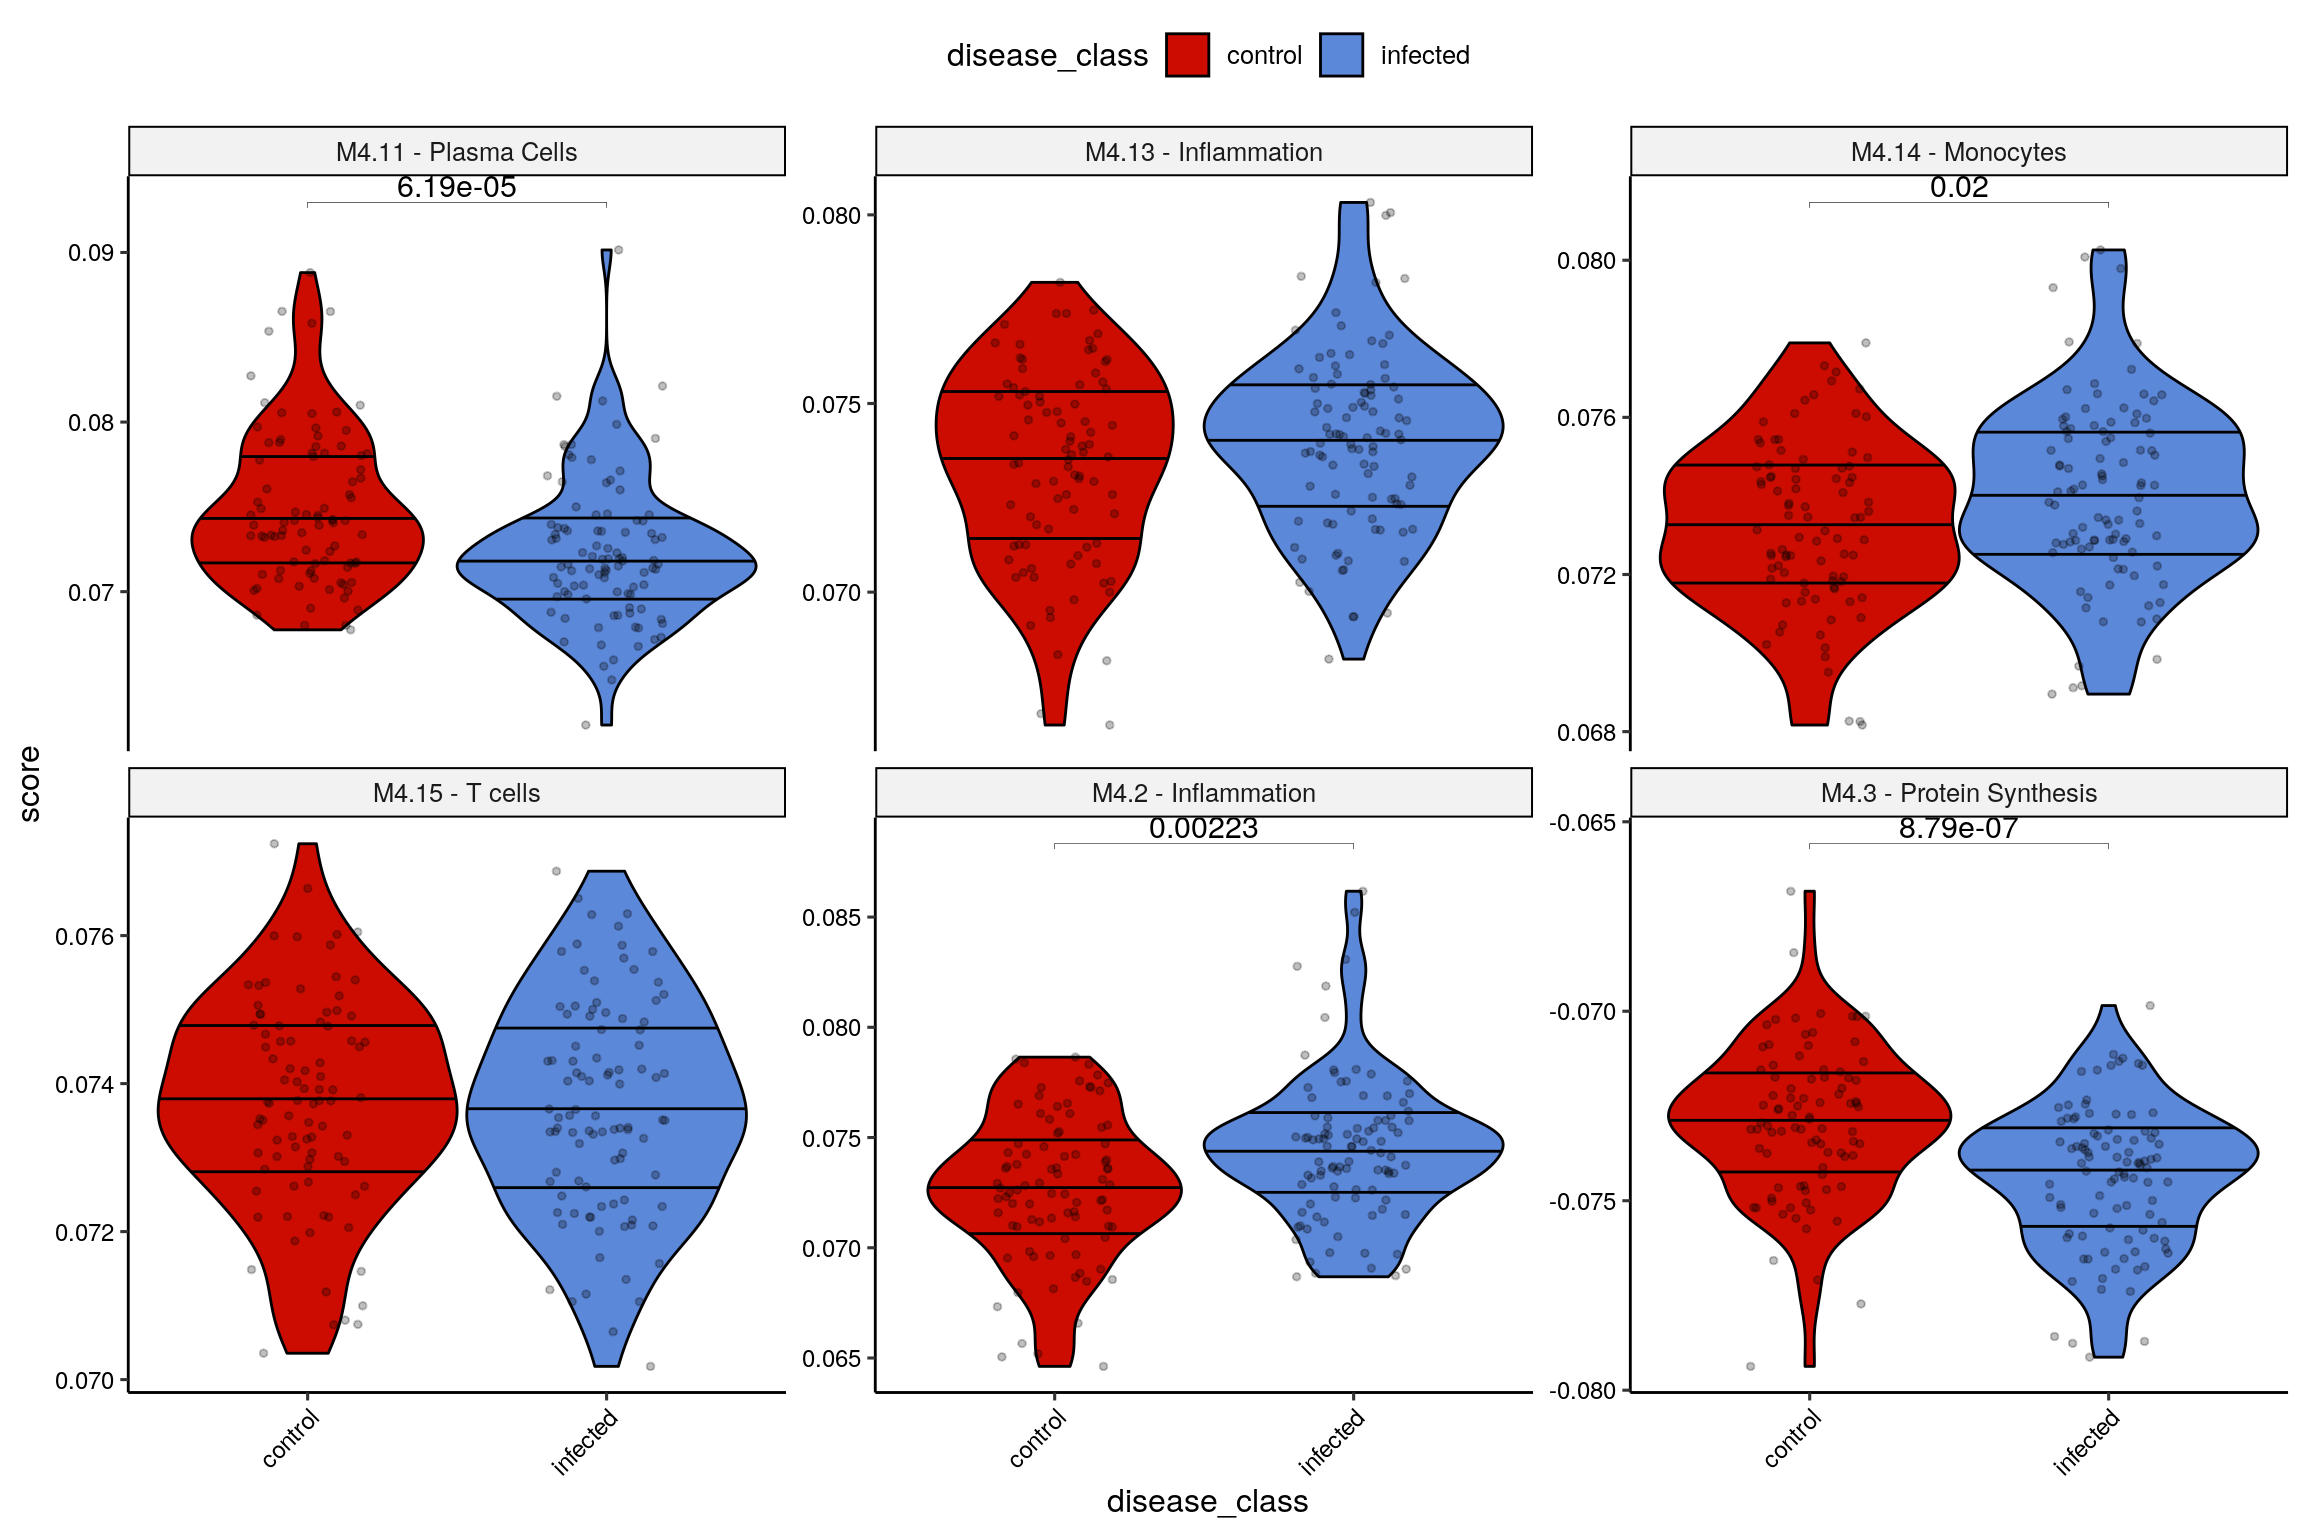 disease_class control infected
M4.11 - Plasma Cells
6.19e-05
0.09
0.08
0.07
M4.13 - Inflammation
0.080
0.075
0.070
M4.14 - Monocytes
0.02
0.080
0.076
0.072
0.068
score
M4.15 - T cells
0.076
0.074
0.072
0.070
control
infected
M4.2 - Inflammation
0.00223
0.085
0.080
0.075
0.070
0.065
control
infected
M4.3 - Protein Synthesis
8.79e-07
-0.065
-0.070
-0.075
-0.080
control
infected
disease_class